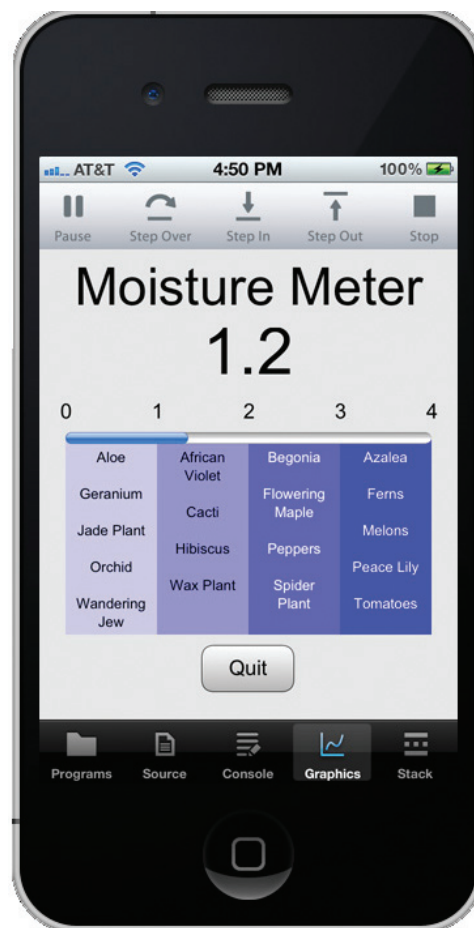 AT&T 4:50 PM 100%
Pause Step Over Step In Step Out Stop
Moisture Meter
1.2
0 1 2 3 4
Aloe
Geranium
Jade Plant
Orchid
Wandering
Jew
African
Violet
Cacti
Hibiscus
Wax Plant
Begonia
Flowering
Maple
Peppers
Spider
Plant
Azalea
Ferns
Melons
Peace Lily
Tomatoes
Quit
Programs Source Console Graphics Stack